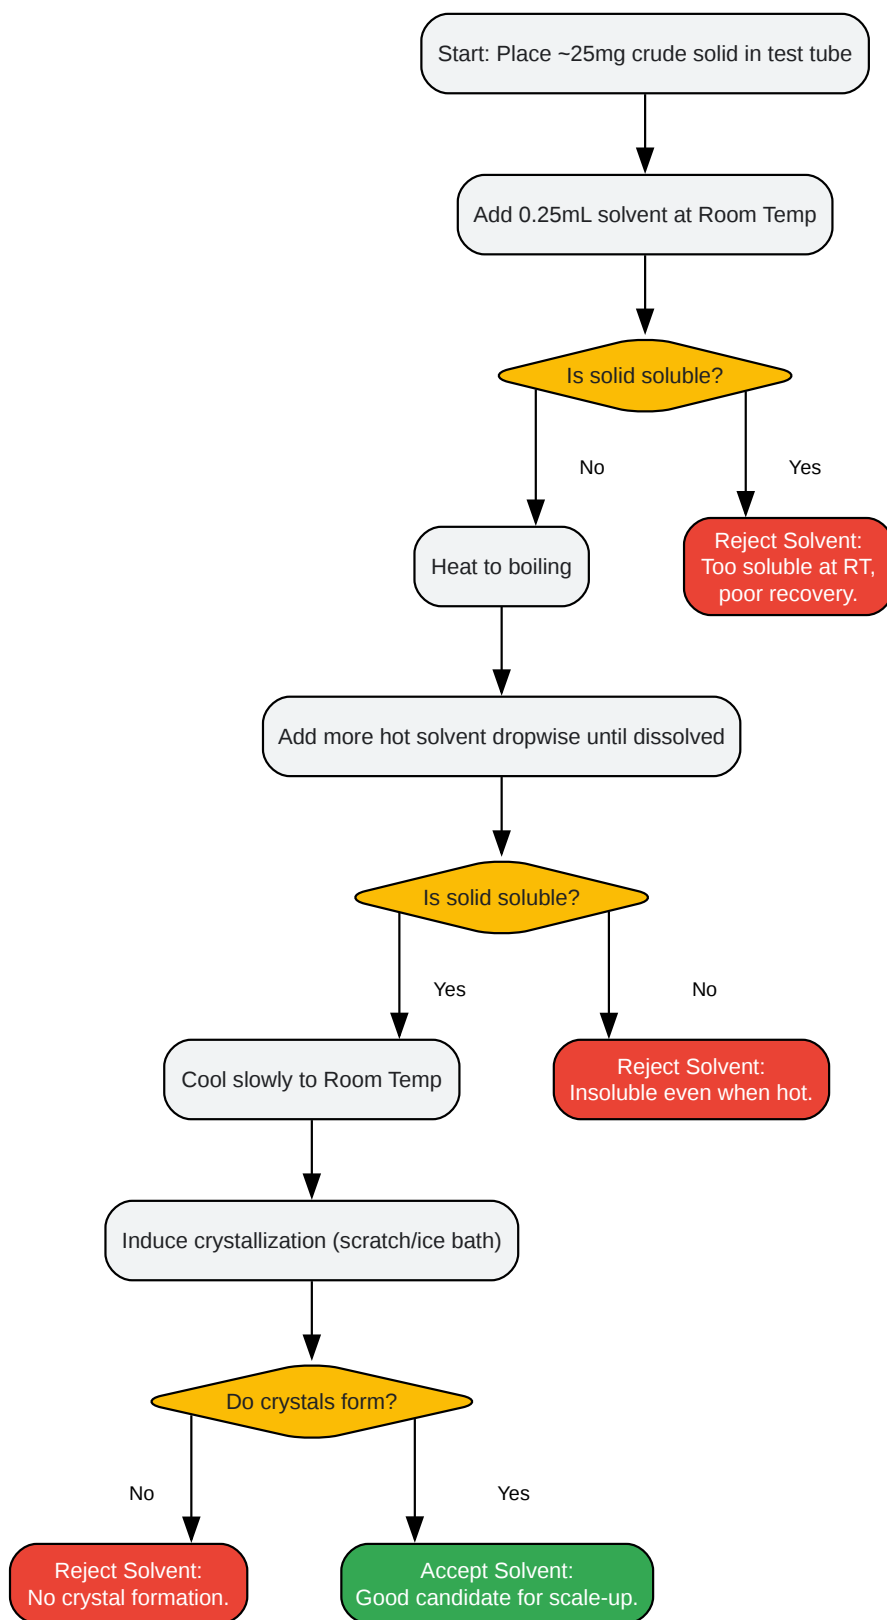 Start: Place ~25mg crude solid in test tube
Add 0.25mL solvent at Room Temp
Is solid soluble?
No
Yes
Heat to boiling
Reject Solvent:
Too soluble at RT,
poor recovery.
Add more hot solvent dropwise until dissolved
Is solid soluble?
Yes
No
Cool slowly to Room Temp
Reject Solvent:
Insoluble even when hot.
Induce crystallization (scratch/ice bath)
Do crystals form?
No
Yes
Reject Solvent:
No crystal formation.
Accept Solvent:
Good candidate for scale-up.